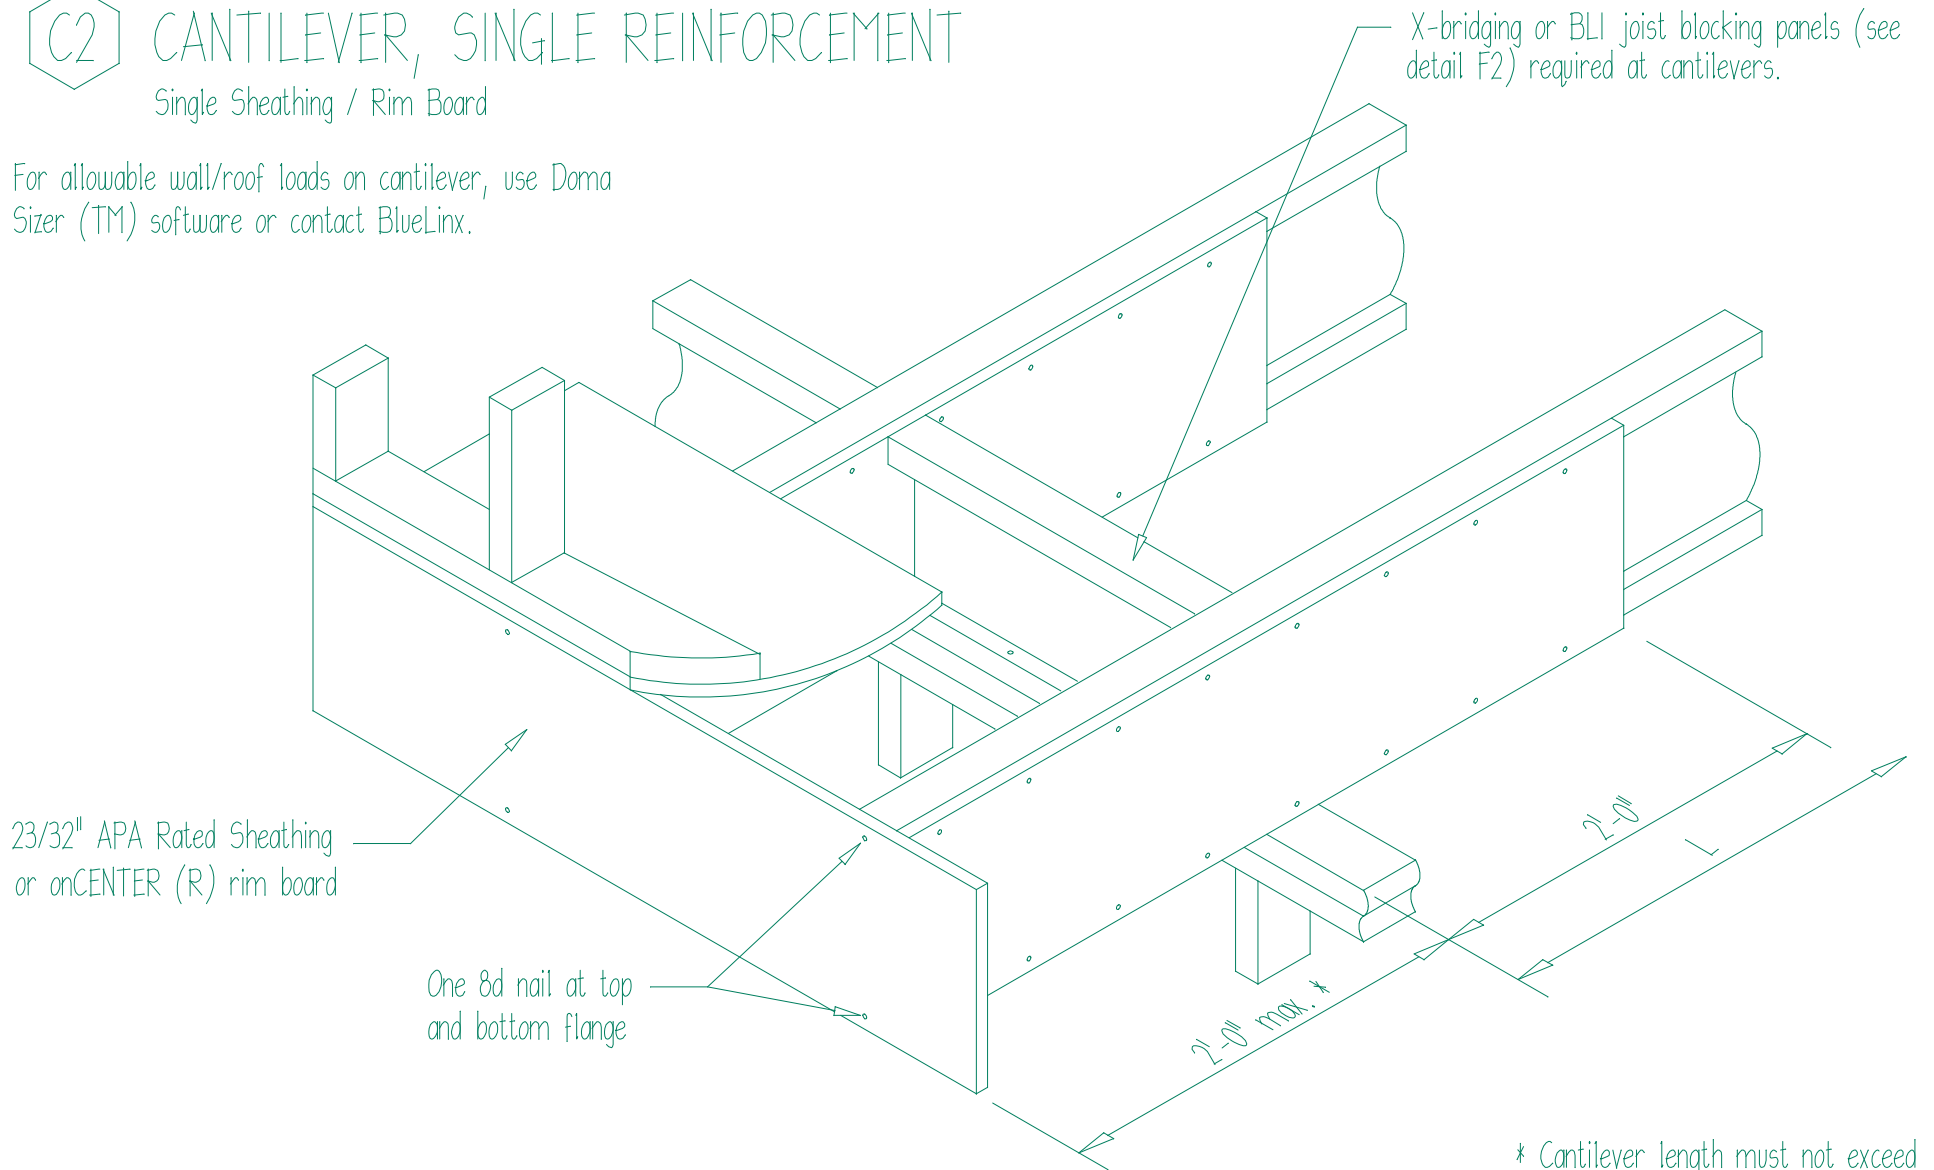 C2 CANTILEVER, SINGLE REINFORCEMENT
Single Sheathing / Rim Board
For allowable wall/roof loads on cantilever, use Doma
Sizer (TM) software or contact BlueLinx.
X-bridging or BLI joist blocking panels (see
detail F2) required at cantilevers.
23/32" APA Rated Sheathing
or onCENTER (R) rim board
One 8d nail at top
and bottom flange
2'-0"
L
2'-0" max. *
* Cantilever length must not exceed